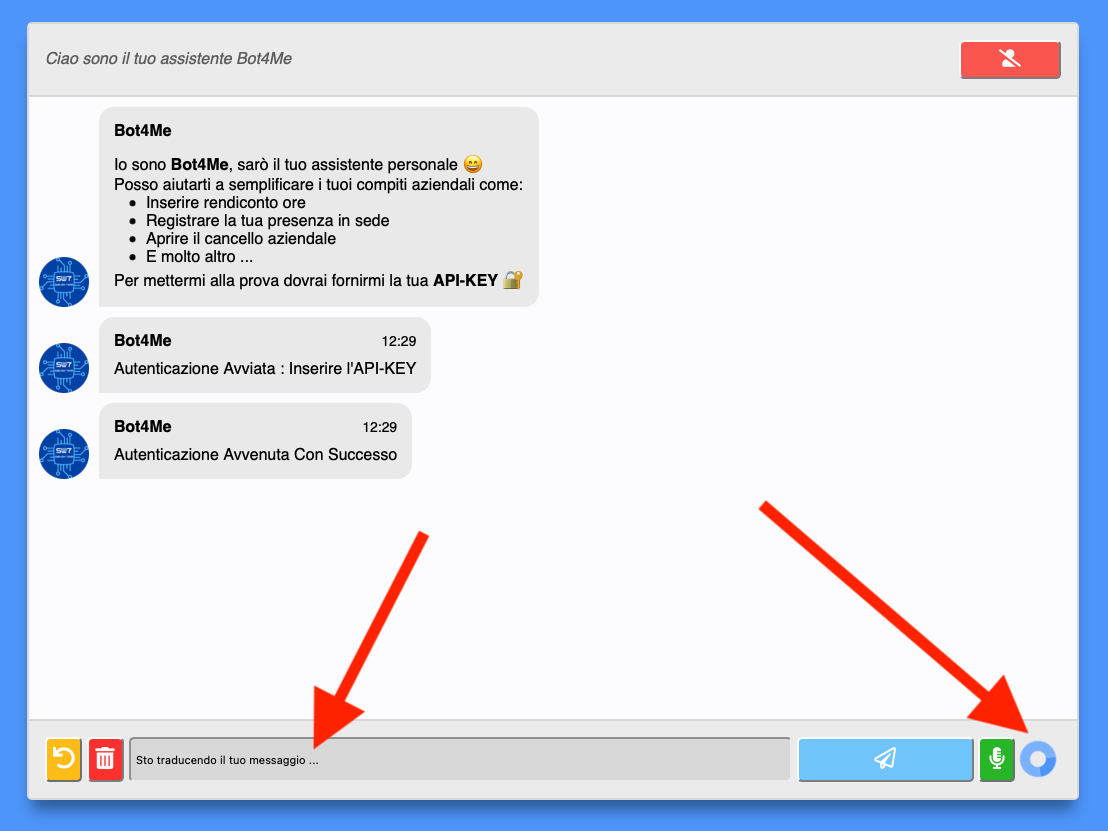 Ciao sono il tuo assistente Bot4Me
Bot4Me
Io sono Bot4Me, sarò il tuo assistente personale 😄
Posso aiutarti a semplificare i tuoi compiti aziendali come:
• Inserire rendiconto ore
• Registrare la tua presenza in sede
• Aprire il cancello aziendale
• E molto altro ...
Per mettermi alla prova dovrai fornirmi la tua API-KEY 🔐
Bot4Me 12:29
Autenticazione Avviata : Inserire l'API-KEY
Bot4Me 12:29
Autenticazione Avvenuta Con Successo
Sto traducendo il tuo messaggio ...